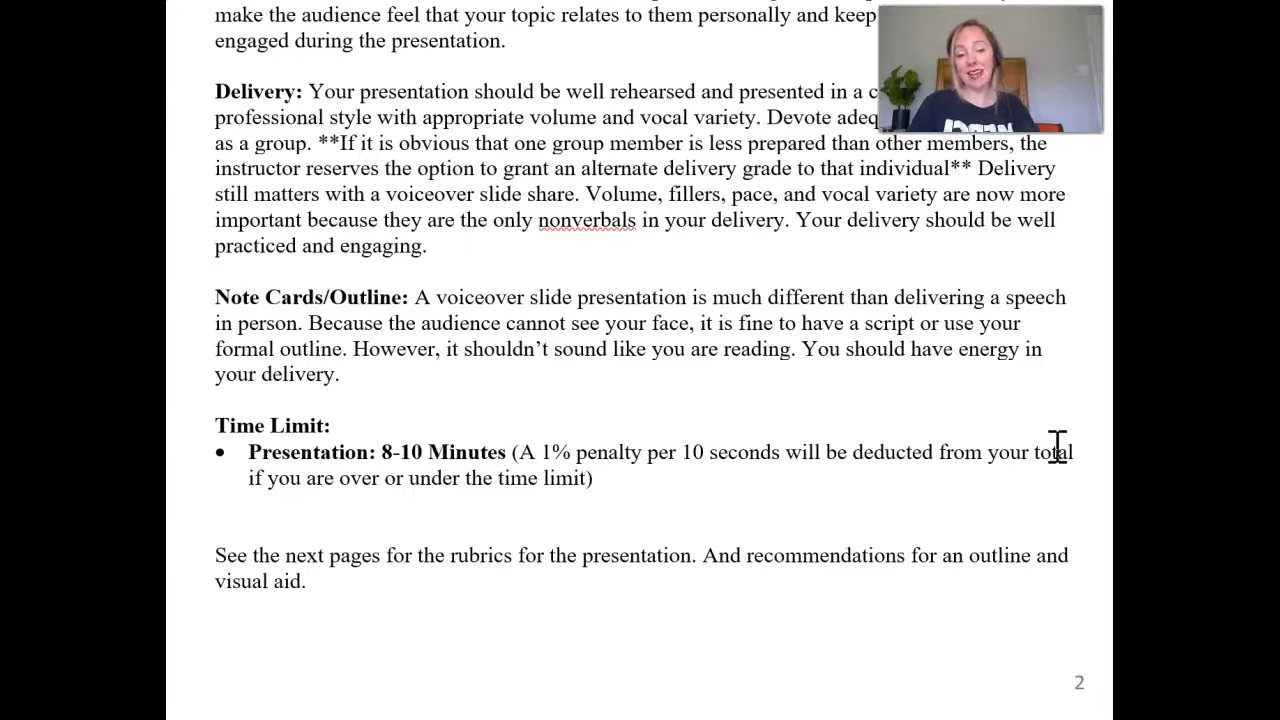 make the audience feel that your topic relates to them personally and keep
engaged during the presentation.
Delivery: Your presentation should be well rehearsed and presented in a
professional style with appropriate volume and vocal variety. Devote
as a group. **If it is obvious that one group member is less prepared than other members, the
instructor reserves the option to grant an alternate delivery grade to that individual** Delivery
still matters with a voiceover slide share. Volume, fillers, pace, and vocal variety are now more
important because they are the only nonverbals in your delivery. Your delivery should be well
practiced and engaging.
Note Cards/Outline: A voiceover slide presentation is much different than delivering a speech
in person. Because the audience cannot see your face, it is fine to have a script or use your
formal outline. However, it shouldn’t sound like you are reading. You should have energy in
your delivery.
Time Limit:
• Presentation: 8-10 Minutes (A 1% penalty per 10 seconds will be deducted from your total
if you are over or under the time limit)
See the next pages for the rubrics for the presentation. And recommendations for an outline and
visual aid.
2